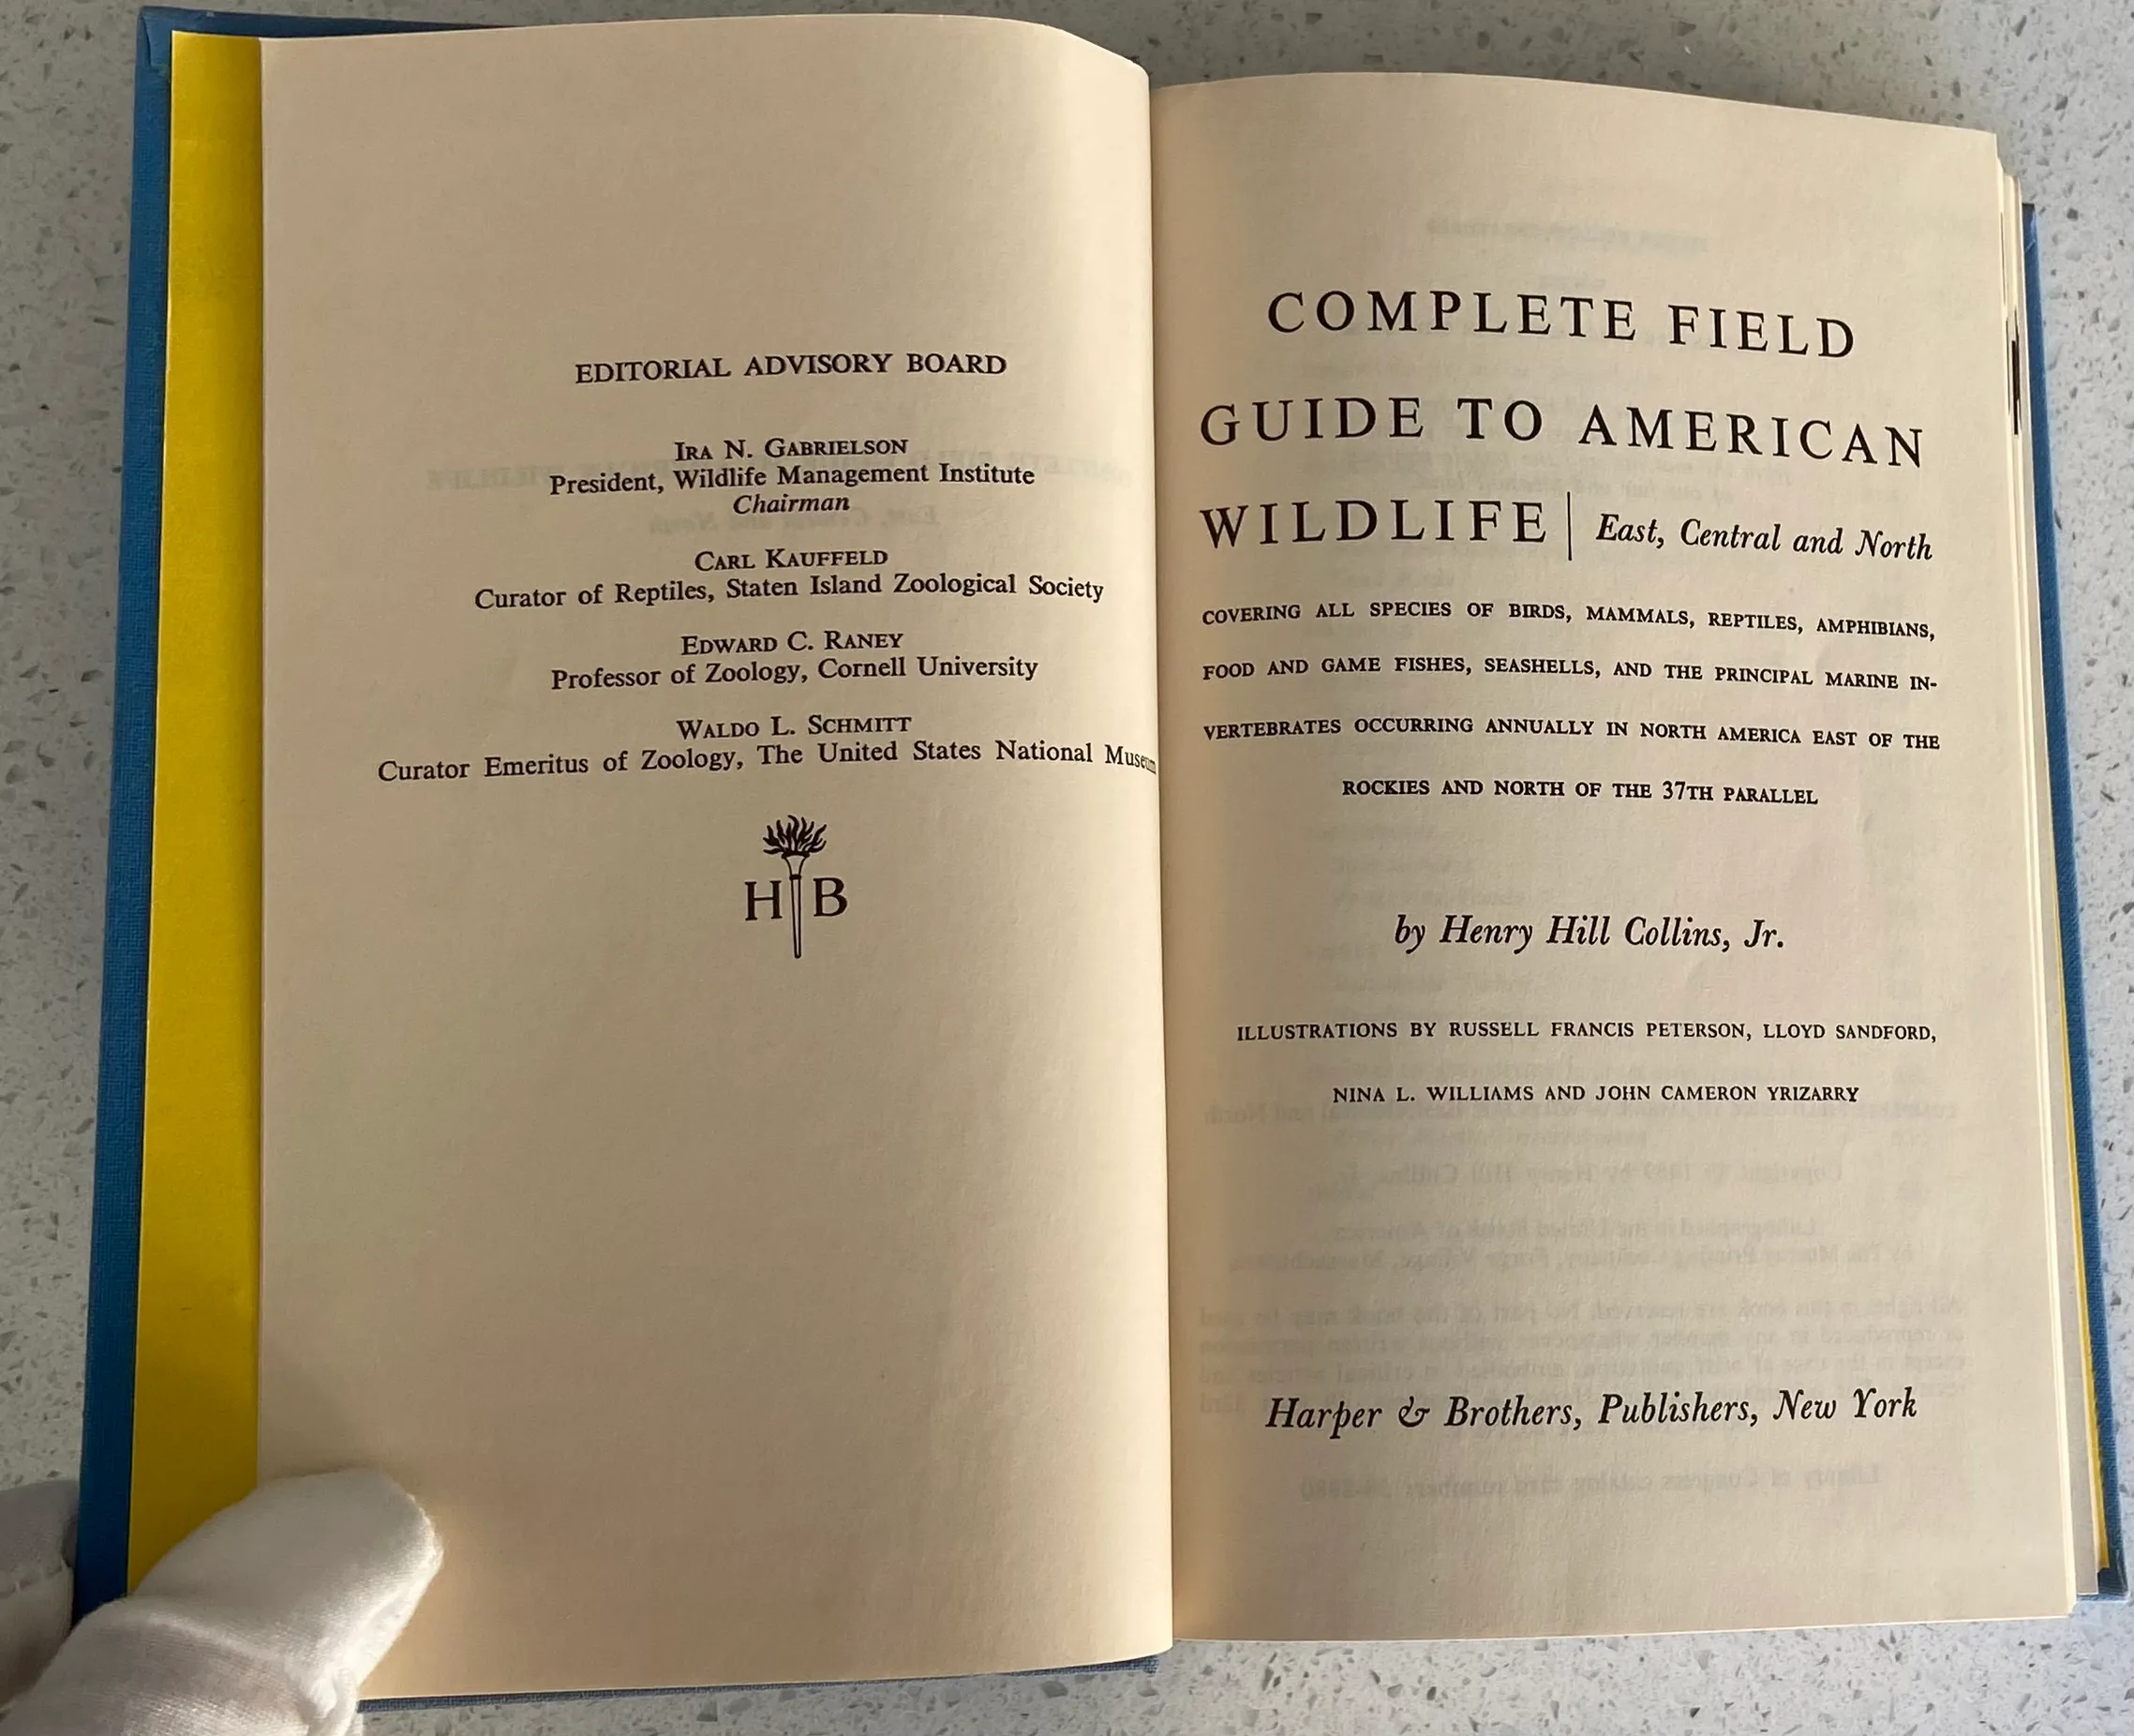 EDITORIAL ADVISORY BOARD
IRA N. GABRIELSON
President, Wildlife Management Institute
Chairman
CARL KAUFFELD
Curator of Reptiles, Staten Island Zoological Society
EDWARD C. RANEY
Professor of Zoology, Cornell University
WALDO L. SCHMITT
Curator Emeritus of Zoology, The United States National Museum
H B
COMPLETE FIELD
GUIDE TO AMERICAN
WILDLIFE | East, Central and North
COVERING ALL SPECIES OF BIRDS, MAMMALS, REPTILES, AMPHIBIANS,
FOOD AND GAME FISHES, SEASHELLS, AND THE PRINCIPAL MARINE IN-
VERTEBRATES OCCURRING ANNUALLY IN NORTH AMERICA EAST OF THE
ROCKIES AND NORTH OF THE 37TH PARALLEL
by Henry Hill Collins, Jr.
ILLUSTRATIONS BY RUSSELL FRANCIS PETERSON, LLOYD SANDFORD,
NINA L. WILLIAMS AND JOHN CAMERON YRIZARRY
Harper & Brothers, Publishers, New York